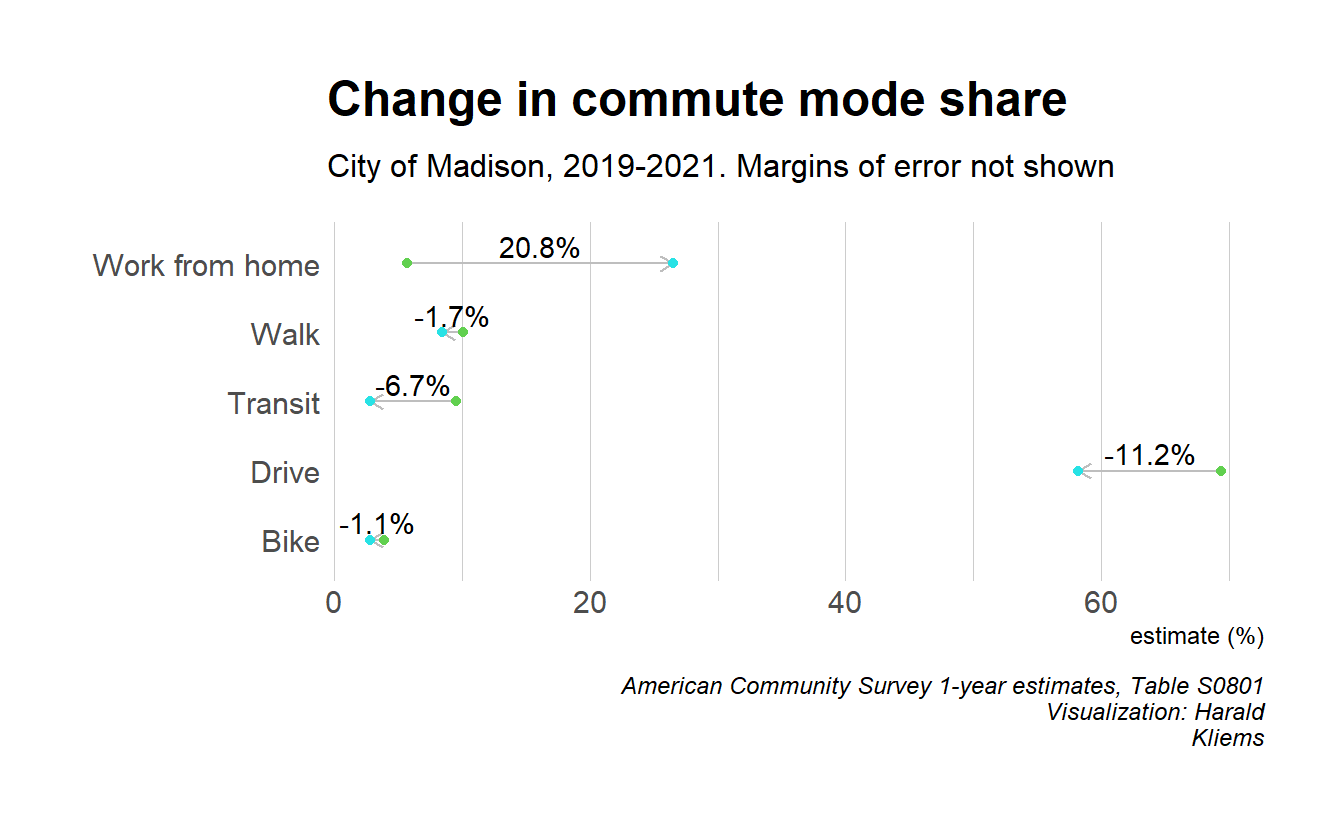 Change in commute mode share
City of Madison, 2019-2021. Margins of error not shown
Work from home
20.8%
Walk
-1.7%
Transit
-6.7%
Drive
-11.2%
Bike
-1.1%
0 20 40 60
estimate (%)
American Community Survey 1-year estimates, Table S0801
Visualization: Harald
Kliems